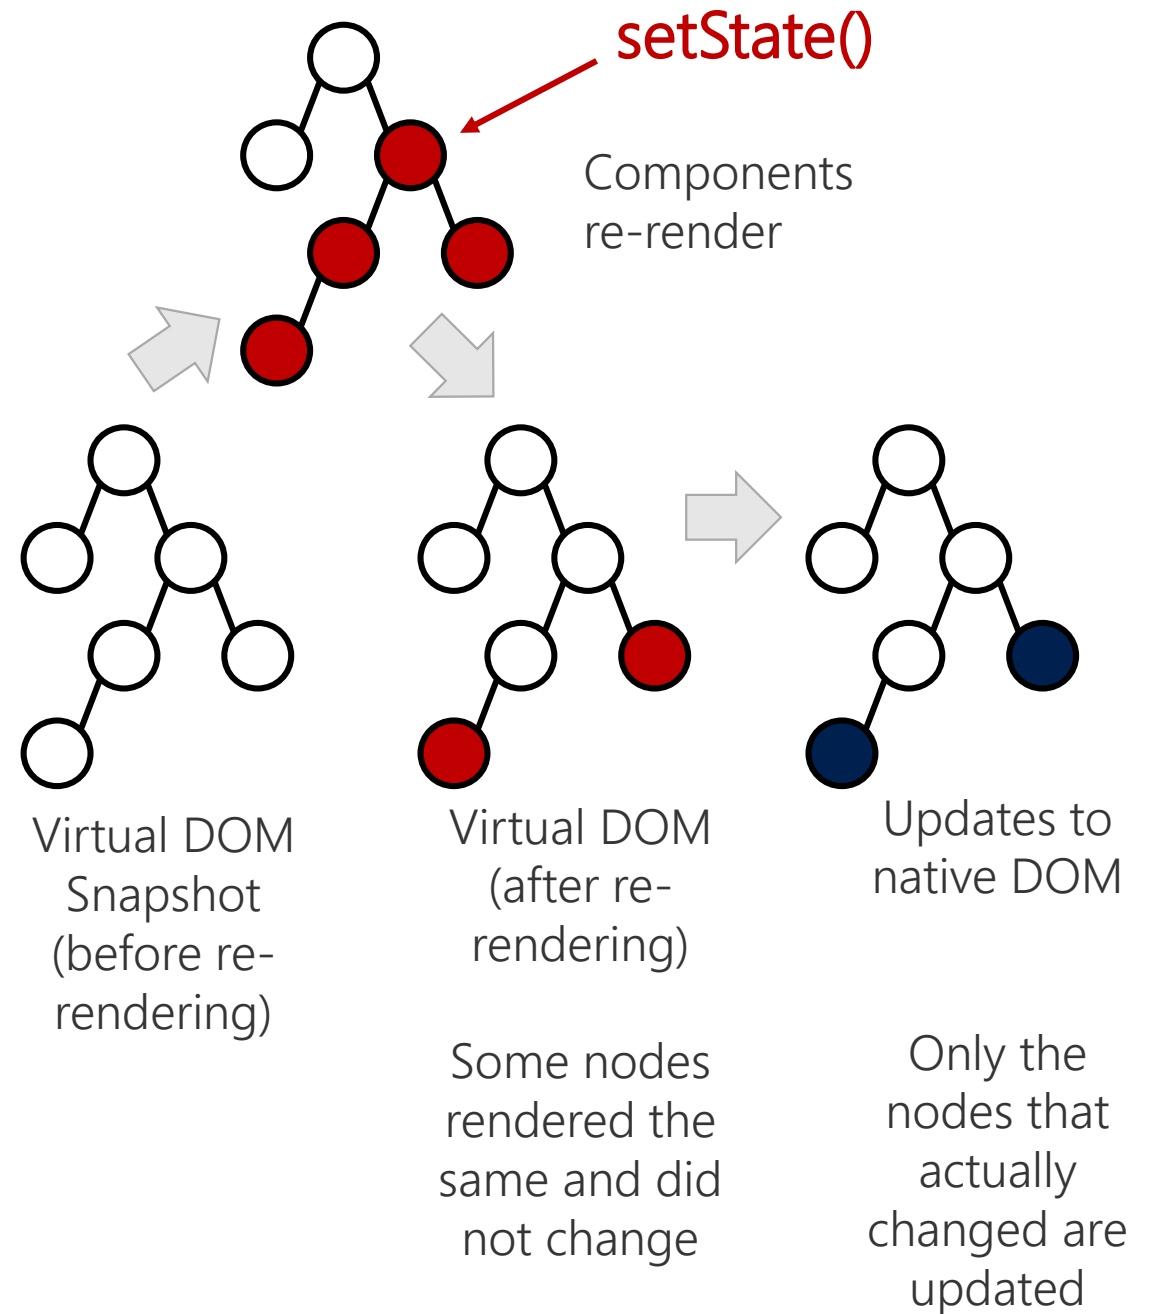 setState()
Components
re-render
Virtual DOM
Snapshot
(before re-
rendering)
Virtual DOM
(after re-
rendering)
Some nodes
rendered the
same and did
not change
Updates to
native DOM
Only the
nodes that
actually
changed are
updated